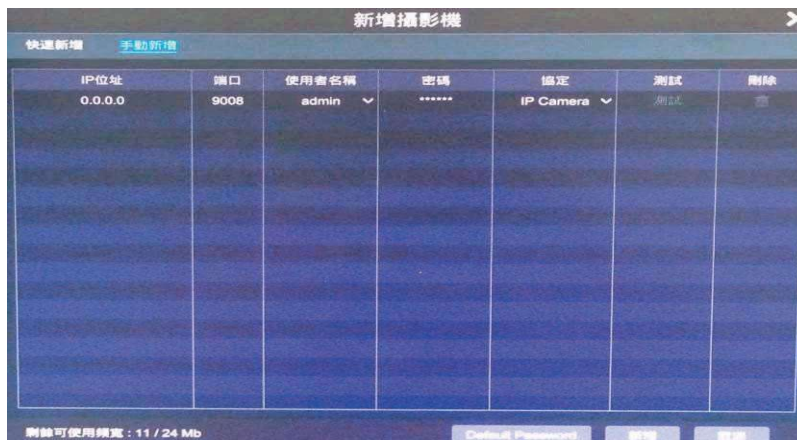 新增攝影機
快速新增 手動新增
IP位址 端口 使用者名稱 密碼 協定 測試 刪除
0.0.0.0 9008 admin ****** IP Camera 測試
剩餘可使用頻寬：11 / 24 Mb Default Password 新增